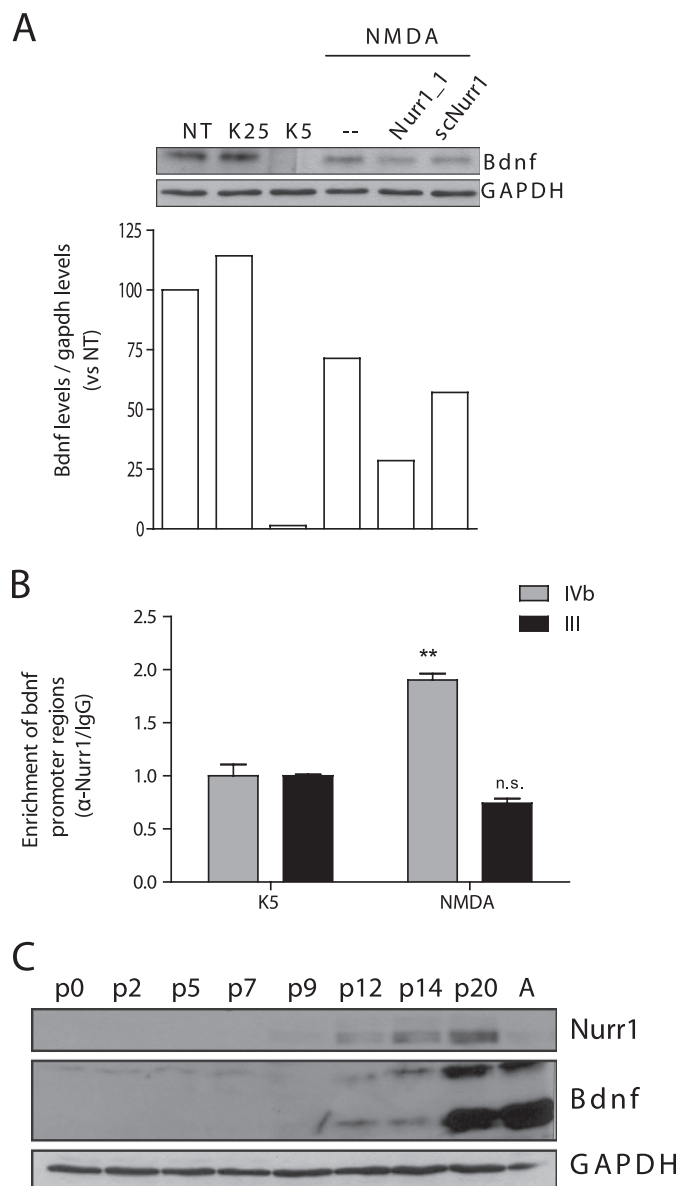 A
NMDA
NT K25 K5 -- Nurr1_1 scNurr1
Bdnf
GAPDH
Bdnf levels / gapdh levels
(vs NT)
125
100
75
50
25
0
B
IVb
III
Enrichment of bdnf
promoter regions
(α-Nurr1/IgG)
2.5
2.0
1.5
1.0
0.5
0.0
**
n.s.
K5 NMDA
C
p0 p2 p5 p7 p9 p12 p14 p20 A
Nurr1
Bdnf
GAPDH